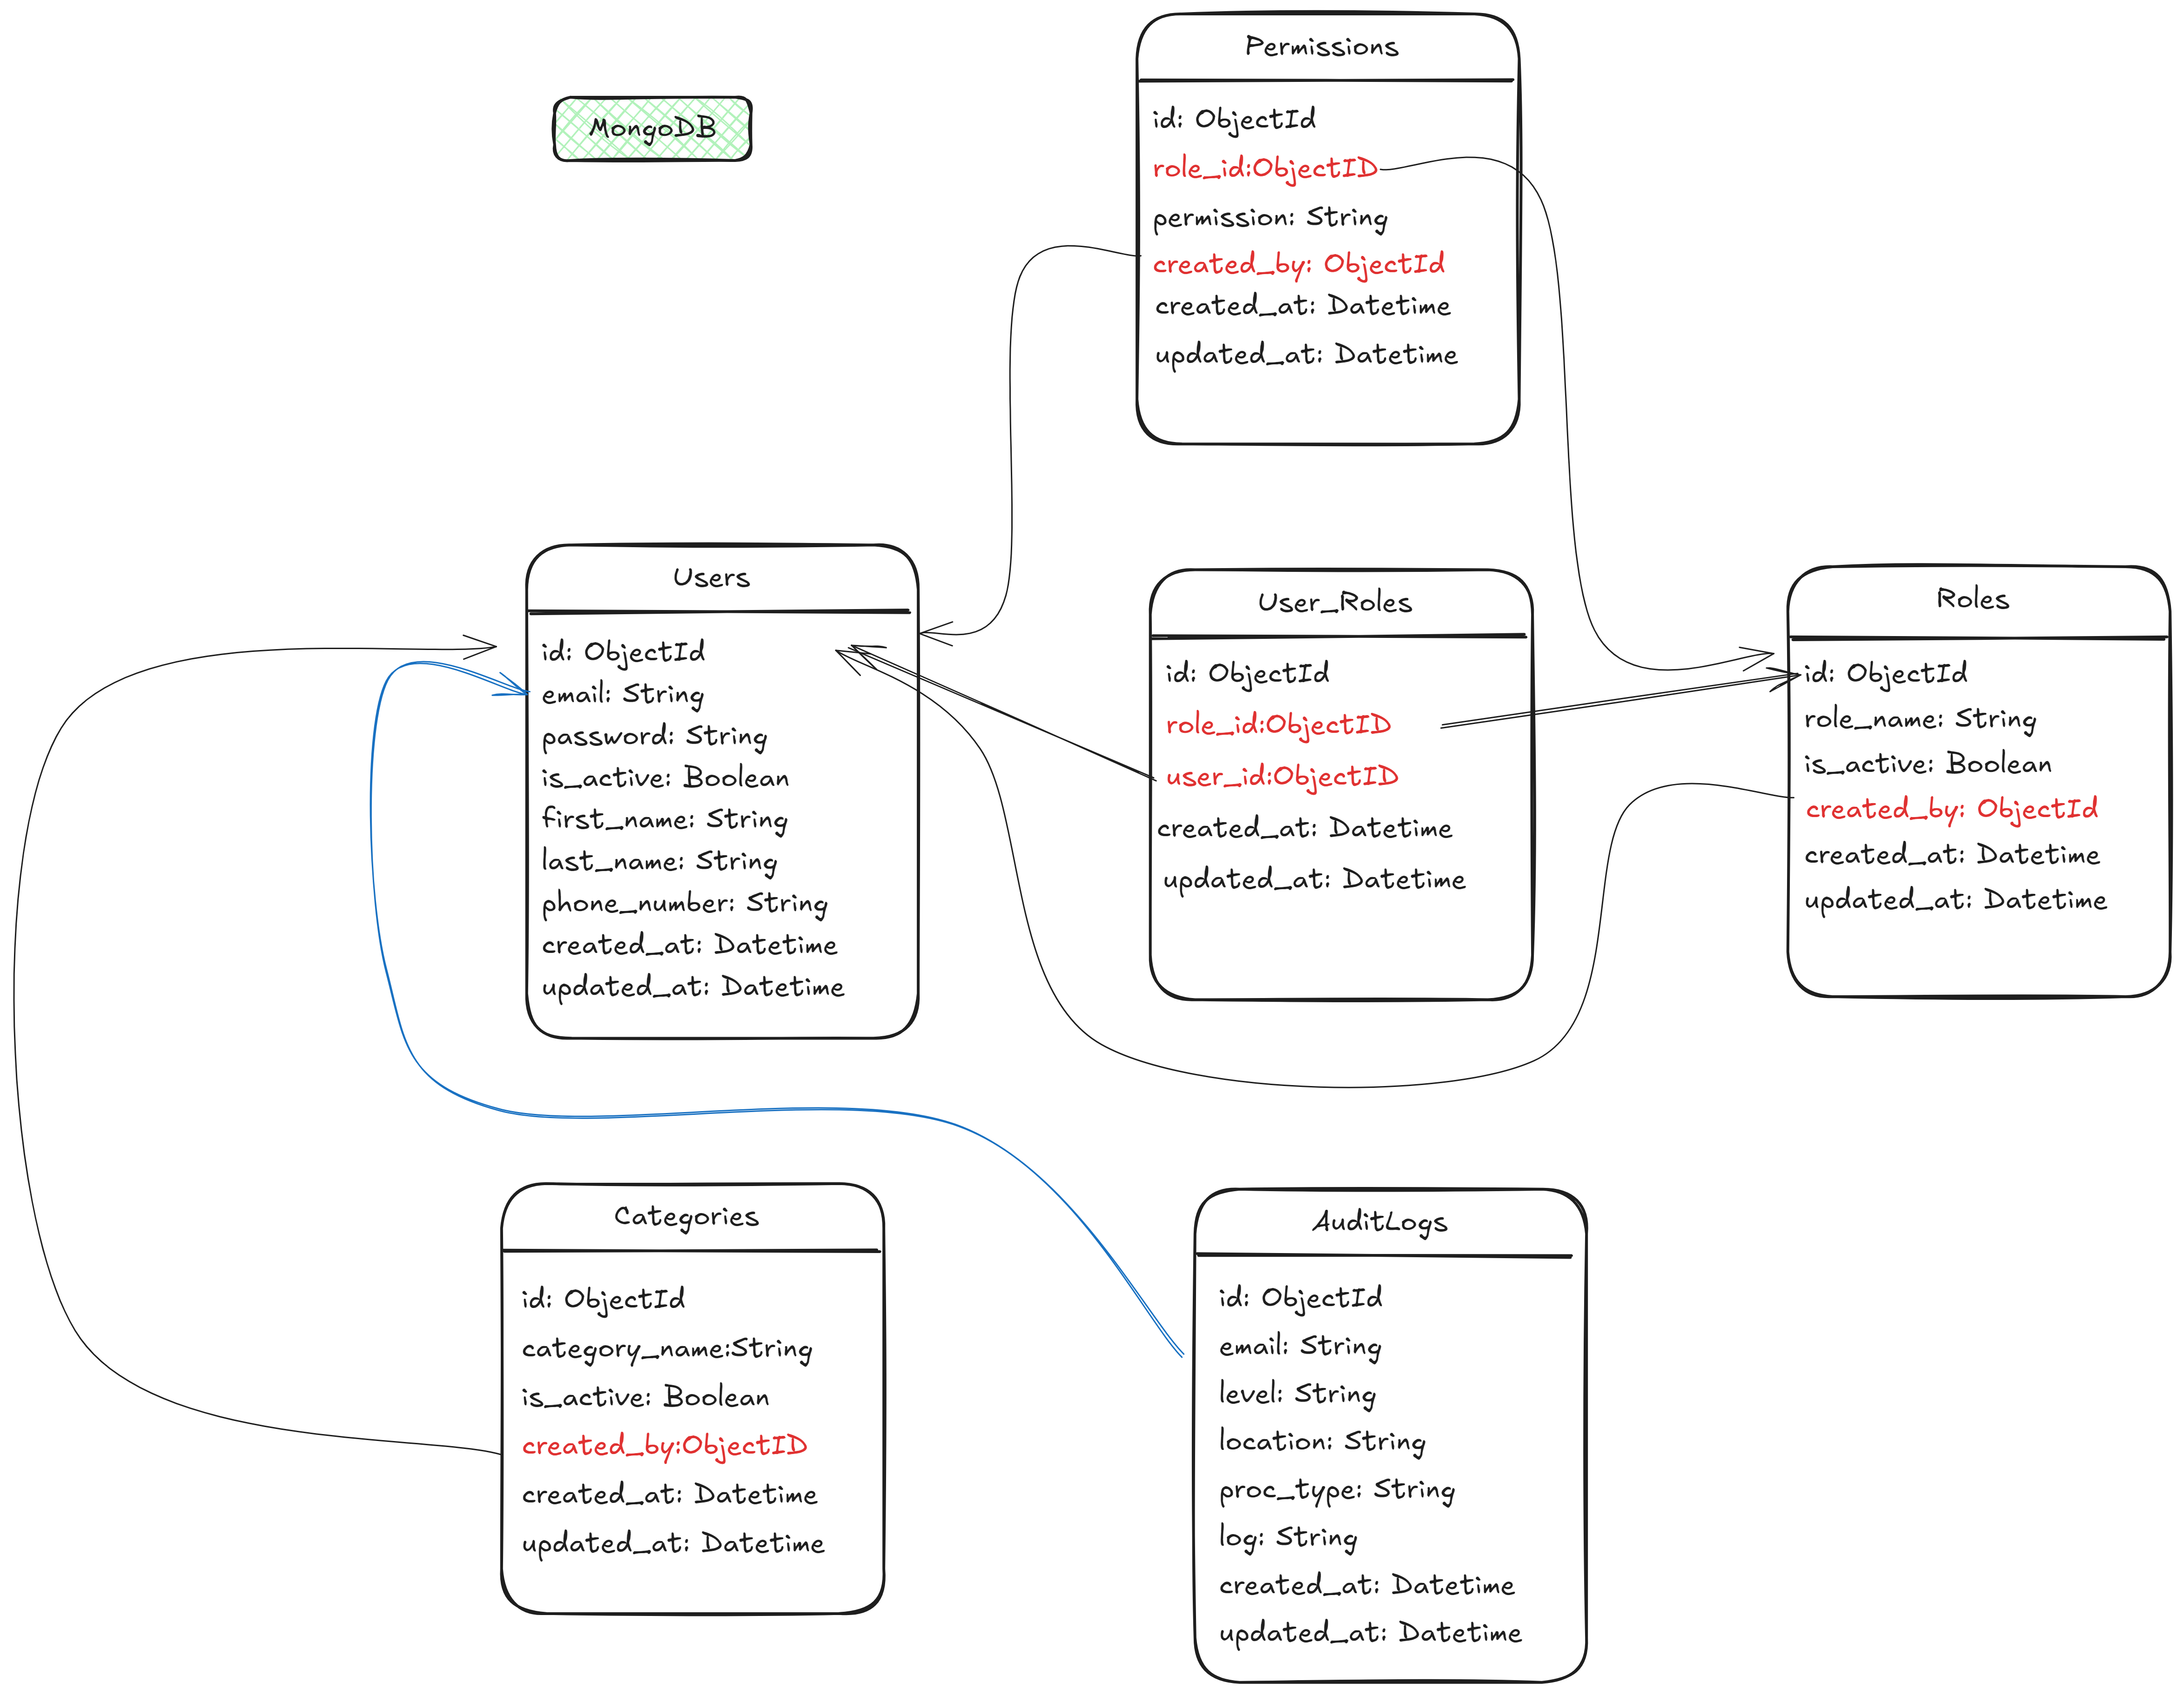 MongoDB
Permissions
id: ObjectId
role_id:ObjectID
permission: String
created_by: ObjectId
created_at: Datetime
updated_at: Datetime
Users
id: ObjectId
email: String
password: String
is_active: Boolean
first_name: String
last_name: String
phone_number: String
created_at: Datetime
updated_at: Datetime
User_Roles
id: ObjectId
role_id:ObjectID
user_id:ObjectID
created_at: Datetime
updated_at: Datetime
Roles
id: ObjectId
role_name: String
is_active: Boolean
created_by: ObjectId
created_at: Datetime
updated_at: Datetime
Categories
id: ObjectId
category_name:String
is_active: Boolean
created_by:ObjectID
created_at: Datetime
updated_at: Datetime
AuditLogs
id: ObjectId
email: String
level: String
location: String
proc_type: String
log: String
created_at: Datetime
updated_at: Datetime